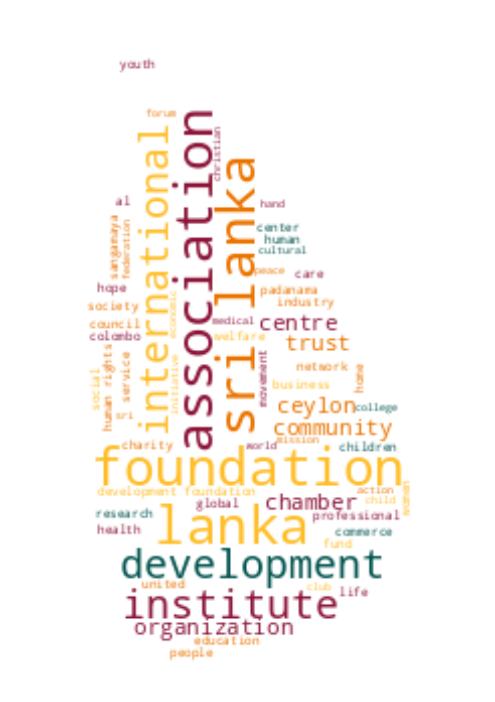 youth
forum
international
association
christian
sri lanka
al
hand
sangamaya
federation
center
human
cultural
peace
care
hope
padanama
industry
society
economic
council
medical
centre
colombo
welfare
trust
human rights
service
movement
network
home
social
initiative
business
ceylon
college
sri
community
mission
charity
world
children
foundation
development foundation
action
child
women
global
chamber
research
lanka
professional
health
commerce
fund
development
united
club
life
institute
organization
education
people